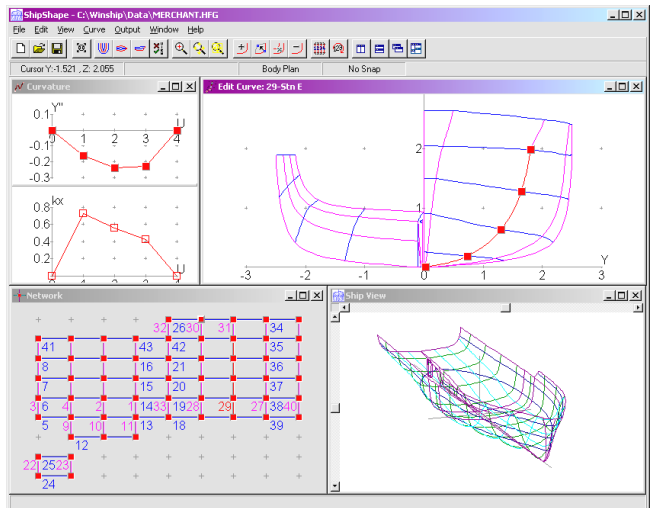 ShipShape - C:\Winship\Data\MERCHANT.HFG
File Edit View Curve Output Window Help
Cursor Y:-1.521 , Z: 2.055 Body Plan No Snap
Curvature
Y"
0.1
U
0 1 2 3 4
-0.1
-0.2
-0.3
0.8 kx
0.6
0.4
0.2
U
0 1 2 3 4
Edit Curve: 29-Stn E
2
1
Y
-3 -2 -1 0 1 2 3
Network
32 26 30 31 34
41 43 42 35
8 16 21 36
7 15 20 37
3 6 4 2 1 14 33 19 28 29 27 38 40
5 9 10 11 13 18 39
12
22 25 23
24
Ship View